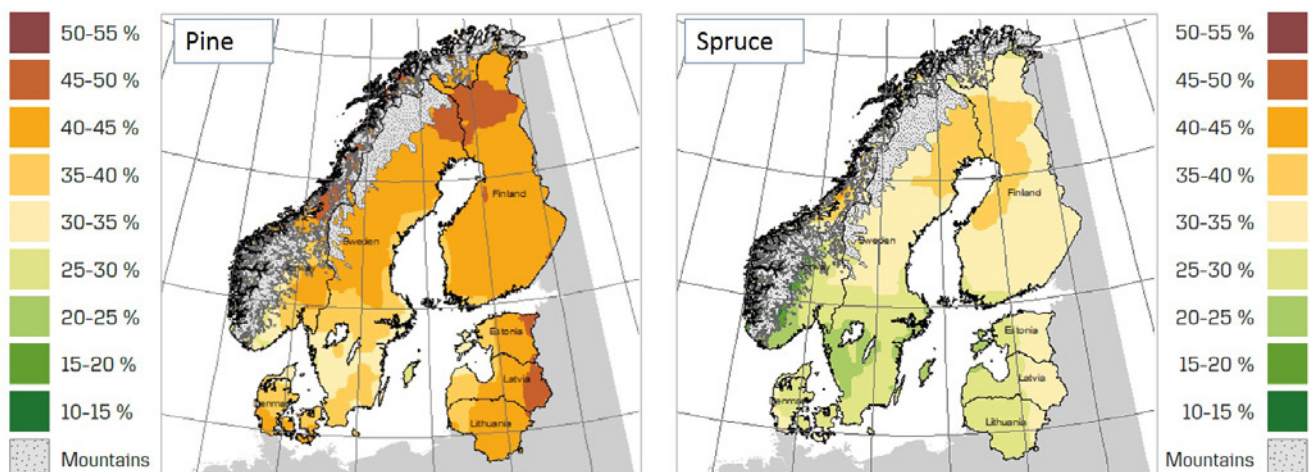 50-55 %
45-50 %
40-45 %
35-40 %
30-35 %
25-30 %
20-25 %
15-20 %
10-15 %
Mountains
Pine
Finland
Sweden
Estonia
Latvia
Lithuania
Spruce
Finland
Sweden
Estonia
Latvia
Lithuania
50-55 %
45-50 %
40-45 %
35-40 %
30-35 %
25-30 %
20-25 %
15-20 %
10-15 %
Mountains